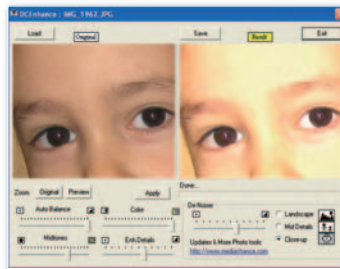 DCEnhance : IMG_1962.JPG
Load Original Save Result Exit
Done...
Zoom: Original Preview Apply
Auto Balance Color
Midtones Enh.Details
De Noiser
Landscape
Mid Details
Close-up
Updates & More Photo tools:
http://www.mediachance.com